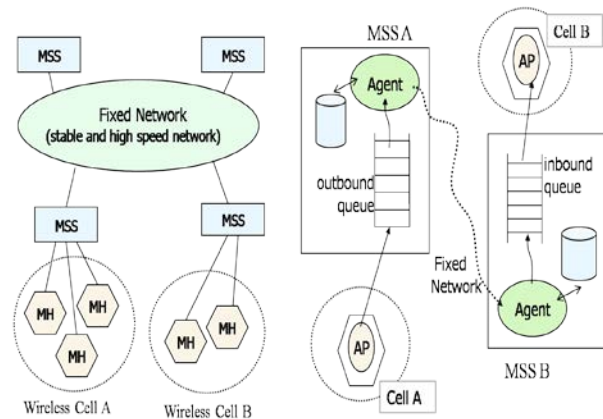 MSS
MSS
Fixed Network
(stable and high speed network)
MSS
MSS
MH
MH
MH
MH
MH
Wireless Cell A
Wireless Cell B
MSS A
Agent
outbound
queue
AP
Cell A
Fixed
Network
Cell B
AP
inbound
queue
Agent
MSS B